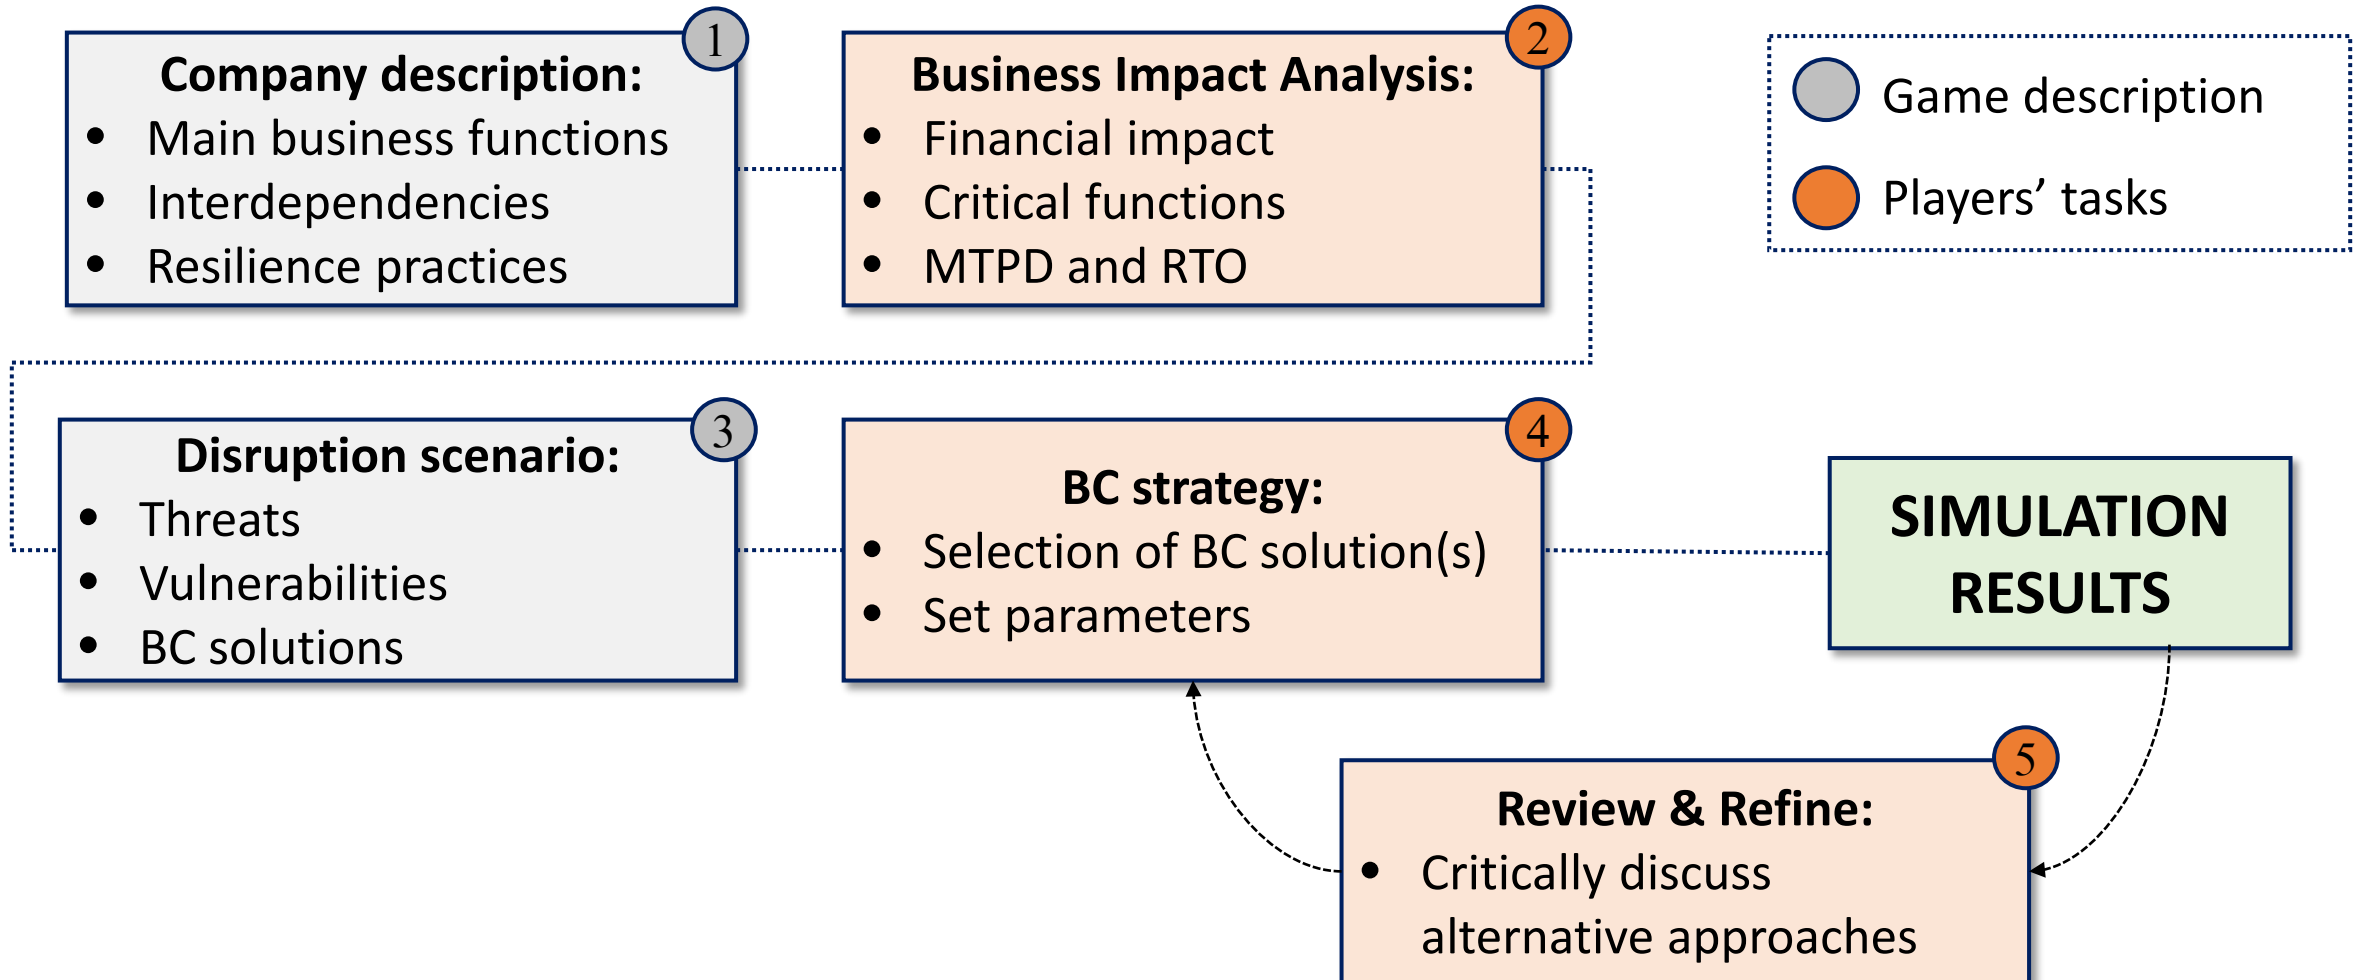 1
Company description:
• Main business functions
• Interdependencies
• Resilience practices
2
Business Impact Analysis:
• Financial impact
• Critical functions
• MTPD and RTO
Game description
Players’ tasks
3
Disruption scenario:
• Threats
• Vulnerabilities
• BC solutions
4
BC strategy:
• Selection of BC solution(s)
• Set parameters
SIMULATION
RESULTS
5
Review & Refine:
• Critically discuss
alternative approaches